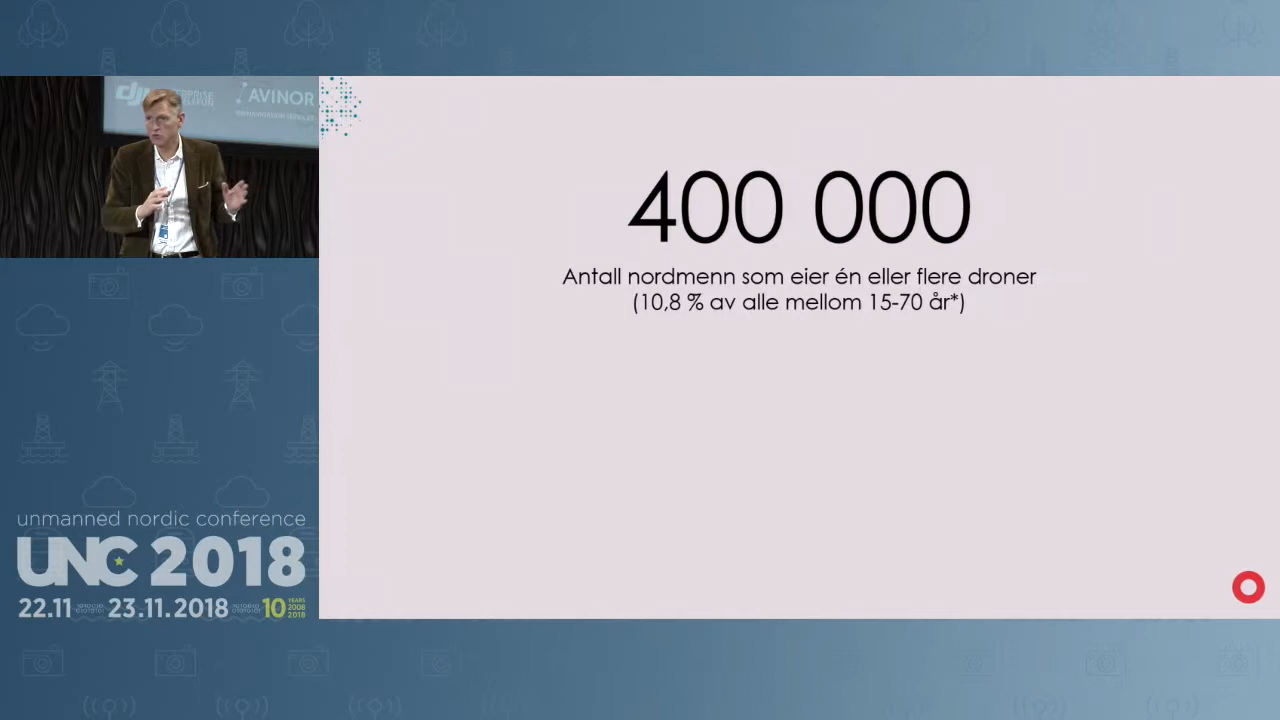 dji
AVINOR
400 000
Antall nordmenn som eier én eller flere droner
(10,8 % av alle mellom 15-70 år*)
unmanned nordic conference
UNC 2018
22.11 23.11.2018 10 YEARS
2008
2018